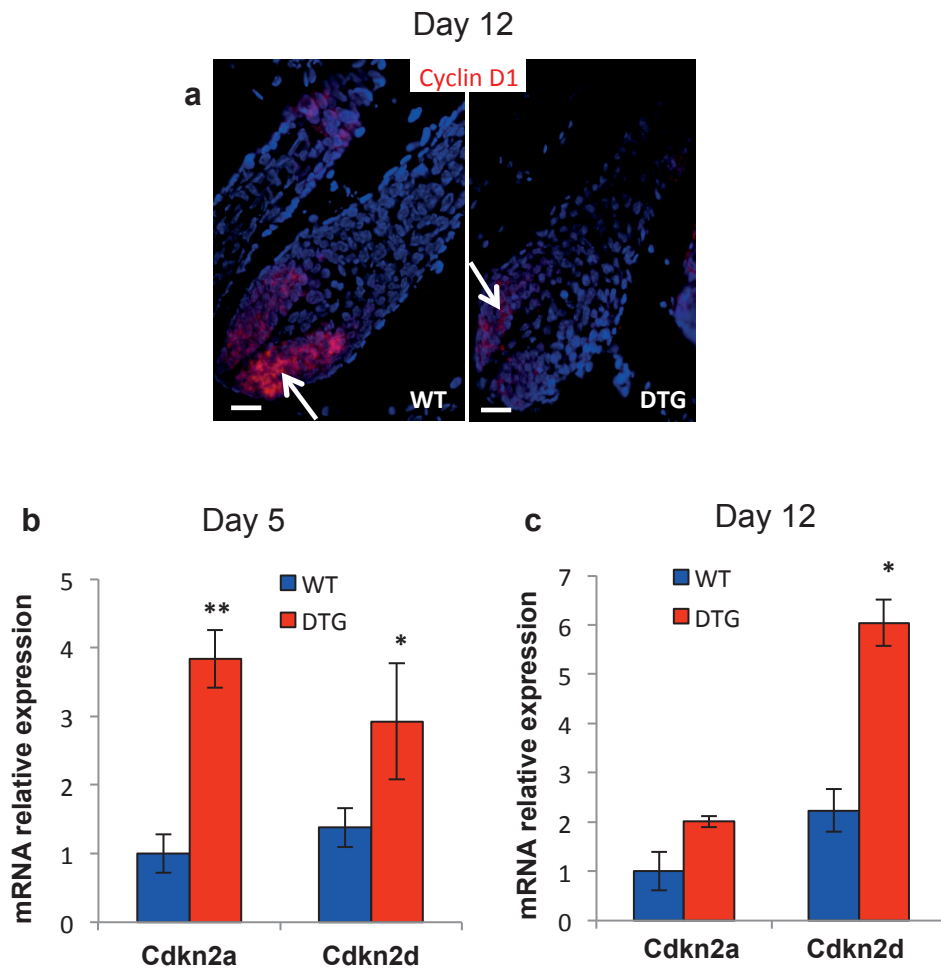 Day 12
a
Cyclin D1
WT
DTG
b
Day 5
mRNA relative expression
5
4
3
2
1
0
WT
DTG
**
*
Cdkn2a
Cdkn2d
c
Day 12
mRNA relative expression
7
6
5
4
3
2
1
0
WT
DTG
*
Cdkn2a
Cdkn2d